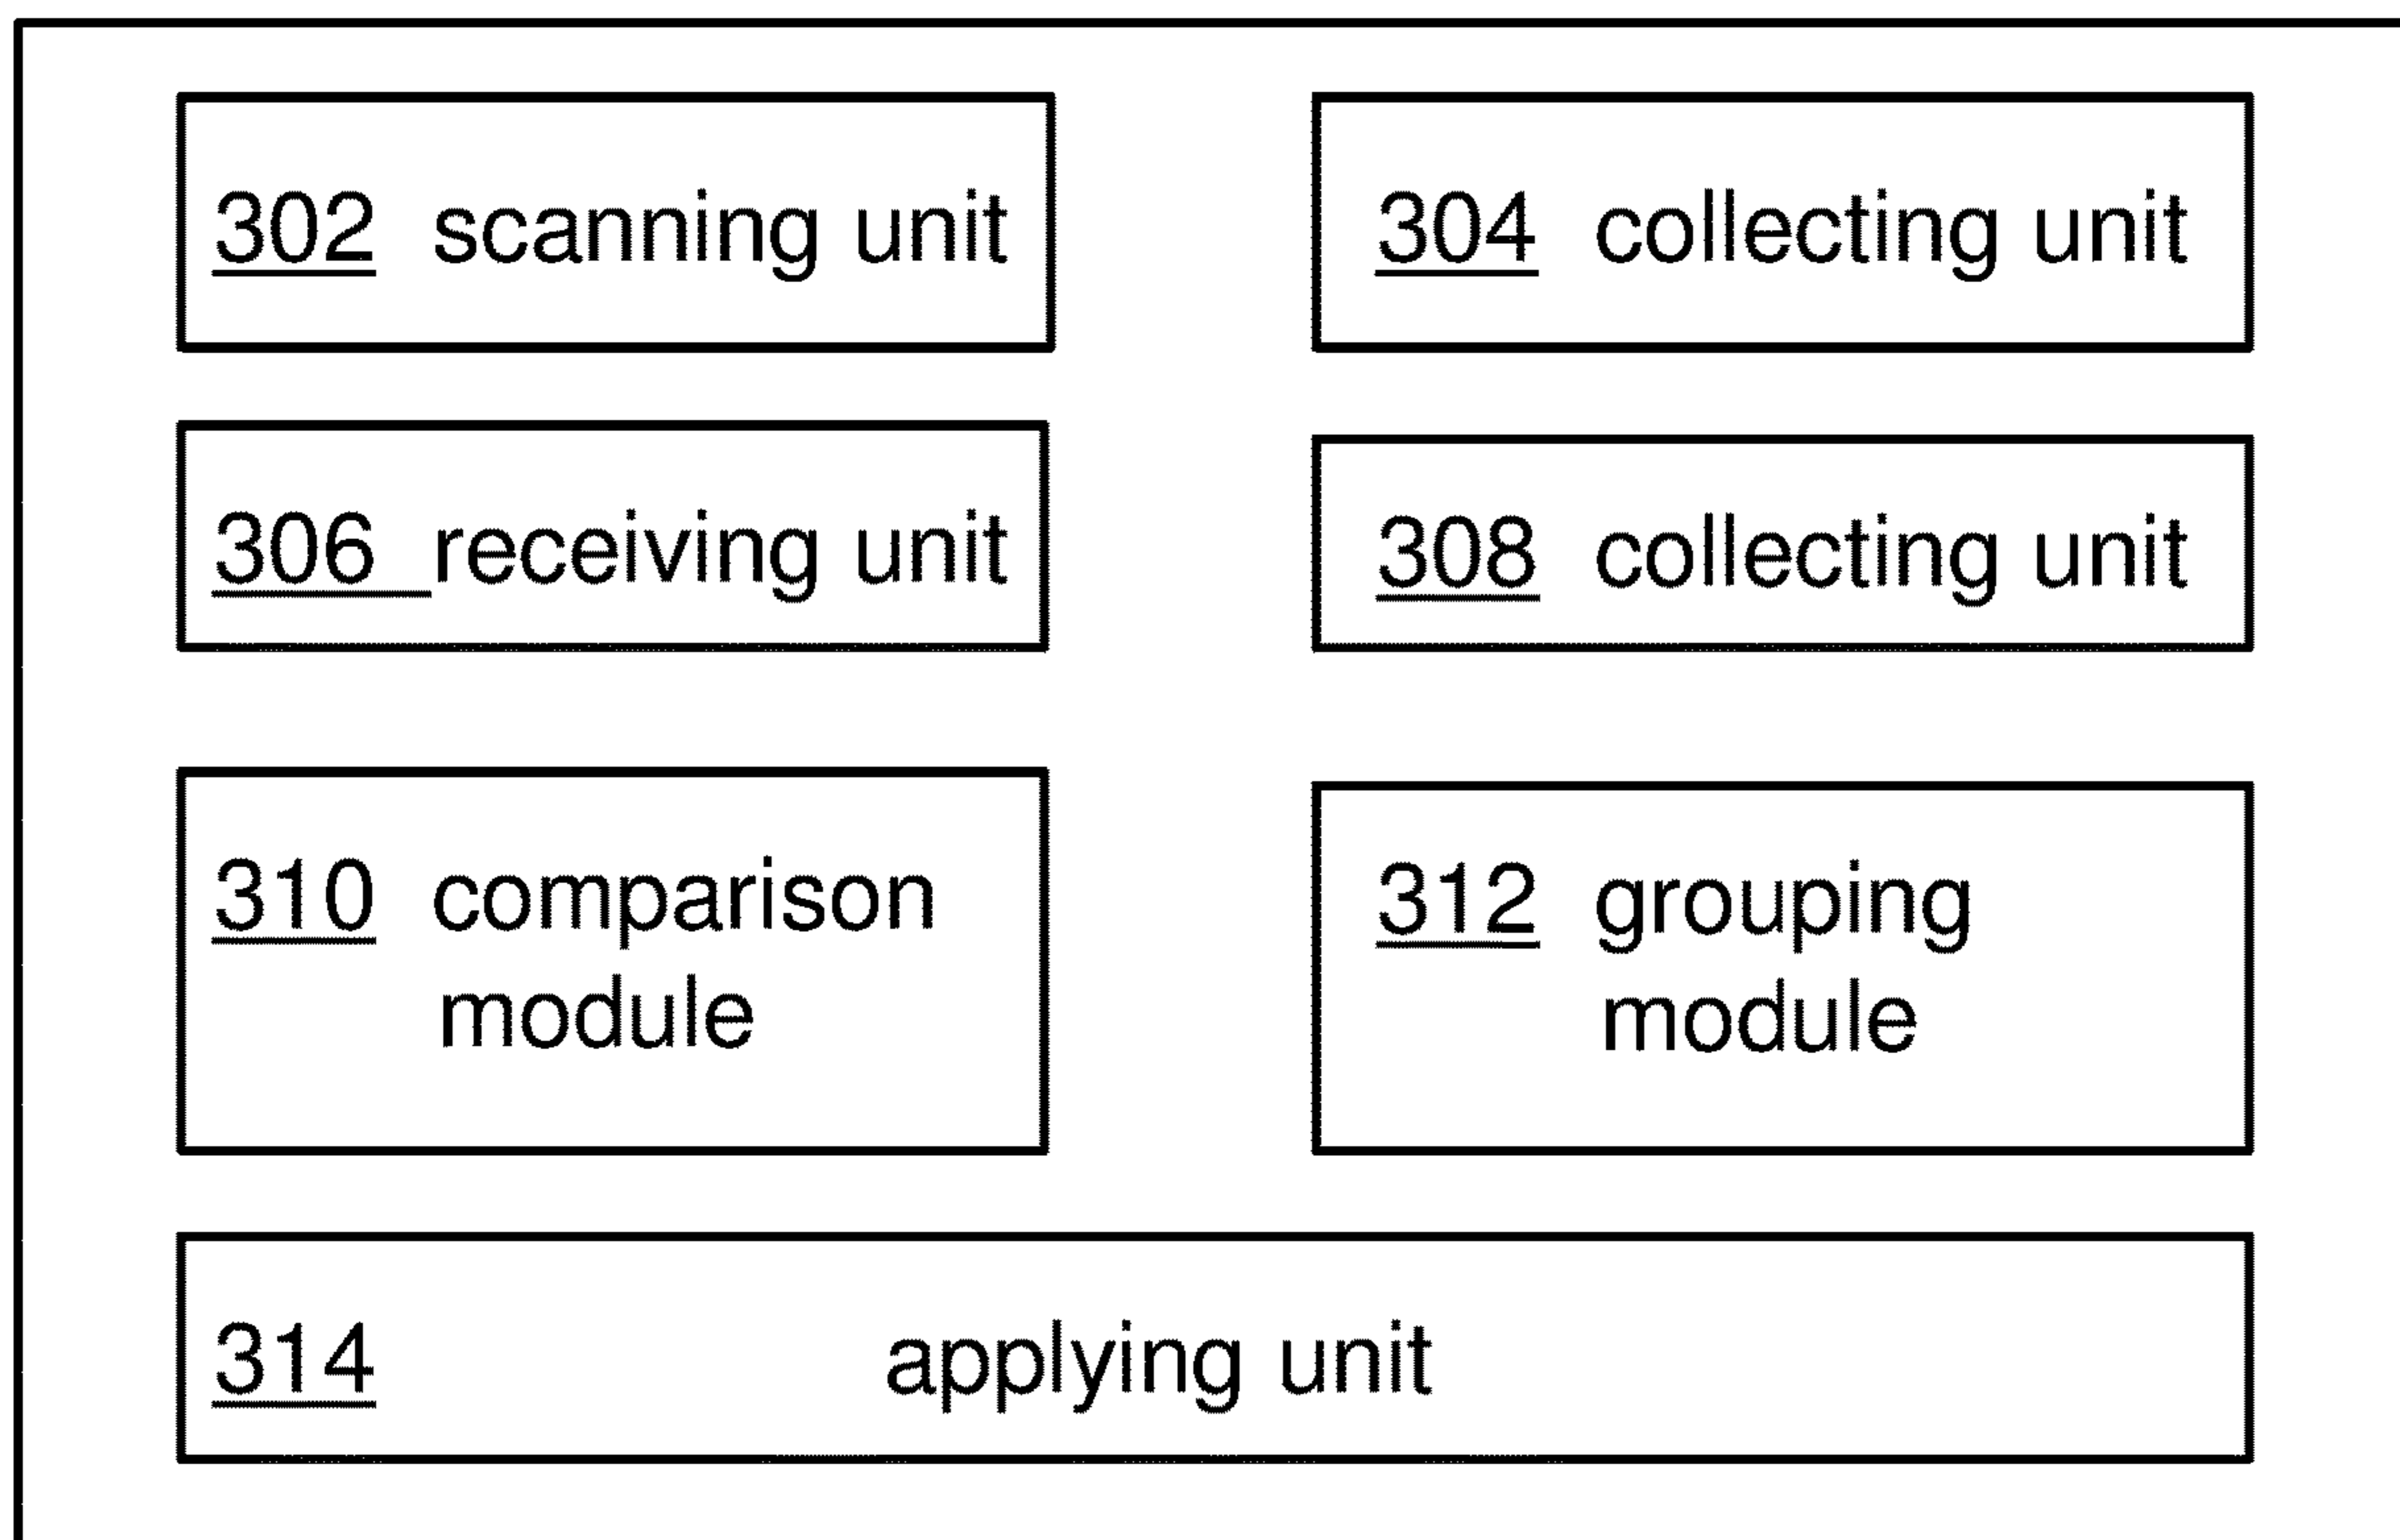 302 scanning unit
304 collecting unit
306 receiving unit
308 collecting unit
310 comparison
module
312 grouping
module
314 applying unit